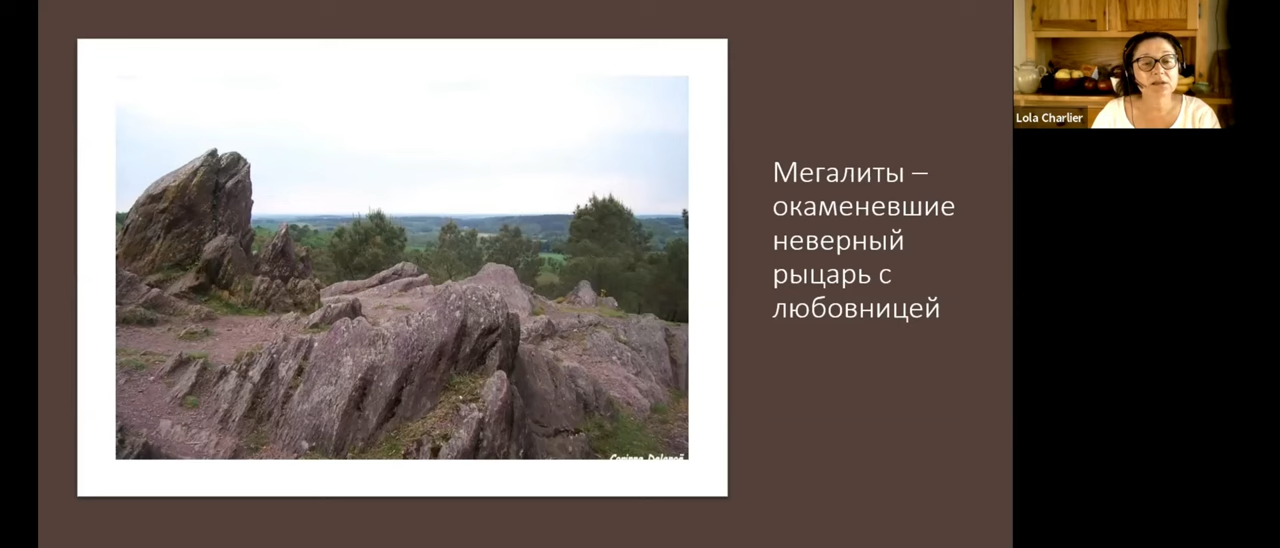 Мегалиты –
окаменевшие
неверный
рыцарь с
любовницей
Lola Charlier